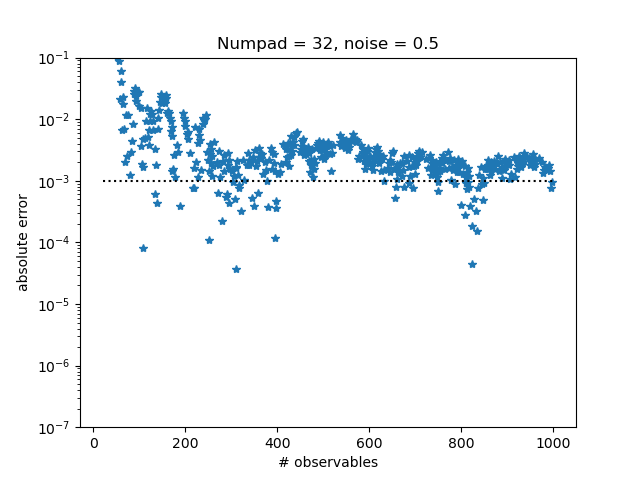 Numpad = 32, noise = 0.5
absolute error
10⁻¹
10⁻²
10⁻³
10⁻⁴
10⁻⁵
10⁻⁶
10⁻⁷
0 200 400 600 800 1000
# observables